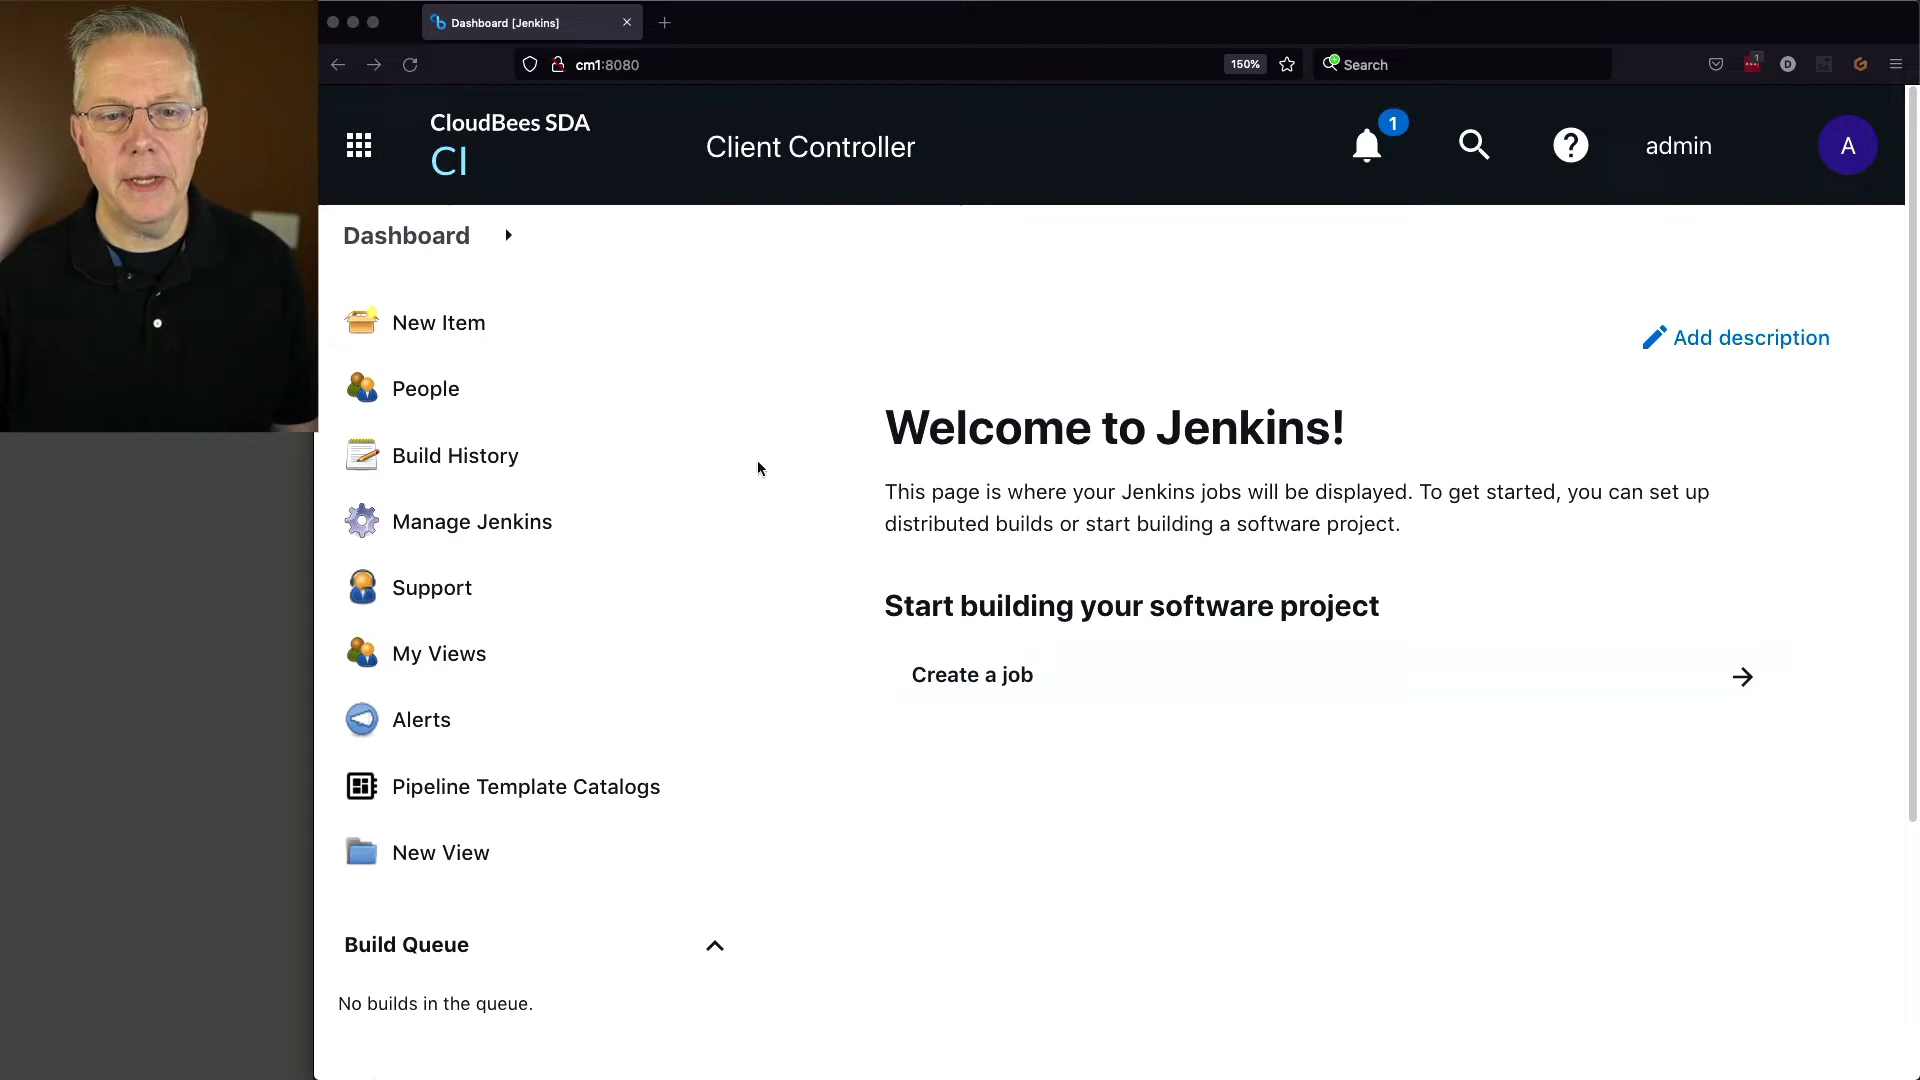 Dashboard [Jenkins]
cm1:8080
150%
Search
1
D
CloudBees SDA
CI
Client Controller
1
admin
A
Dashboard
New Item
People
Build History
Manage Jenkins
Support
My Views
Alerts
Pipeline Template Catalogs
New View
Build Queue
No builds in the queue.
Add description
Welcome to Jenkins!
This page is where your Jenkins jobs will be displayed. To get started, you can set up
distributed builds or start building a software project.
Start building your software project
Create a job